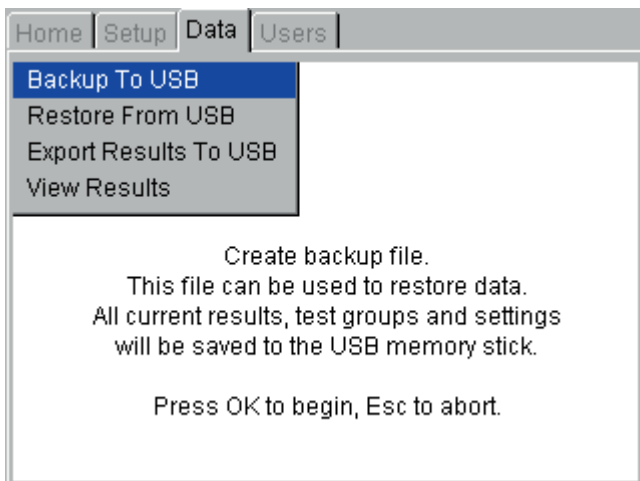 Home Setup Data Users
Backup To USB
Restore From USB
Export Results To USB
View Results
Create backup file.
This file can be used to restore data.
All current results, test groups and settings
will be saved to the USB memory stick.
Press OK to begin, Esc to abort.